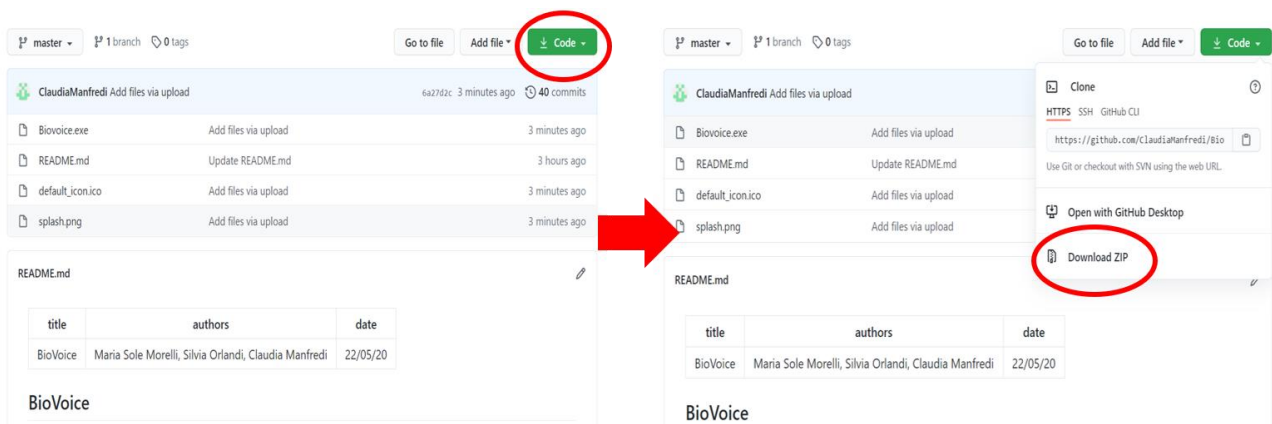 master 1 branch 0 tags Go to file Add file Code
ClaudiaManfredi Add files via upload 6a27d2c 3 minutes ago 40 commits
Biovoice.exe Add files via upload 3 minutes ago
README.md Update README.md 3 hours ago
default_icon.ico Add files via upload 3 minutes ago
splash.png Add files via upload 3 minutes ago
README.md
title authors date
BioVoice Maria Sole Morelli, Silvia Orlandi, Claudia Manfredi 22/05/20
BioVoice
master 1 branch 0 tags Go to file Add file Code
ClaudiaManfredi Add files via upload
Biovoice.exe Add files via upload
README.md Update README.md
default_icon.ico Add files via upload
splash.png Add files via upload
Clone
HTTPS SSH GitHub CLI
https://github.com/ClaudiaManfredi/Bio
Use Git or checkout with SVN using the web URL.
Open with GitHub Desktop
Download ZIP
README.md
title authors date
BioVoice Maria Sole Morelli, Silvia Orlandi, Claudia Manfredi 22/05/20
BioVoice